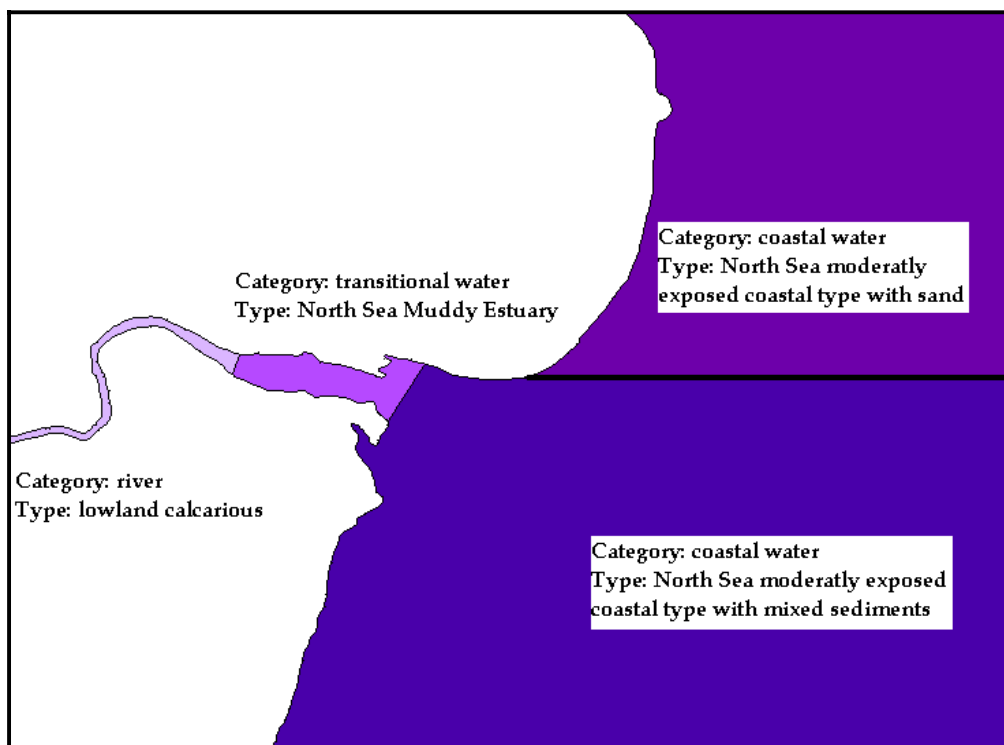 Category: coastal water
Type: North Sea moderatly
exposed coastal type with sand
Category: transitional water
Type: North Sea Muddy Estuary
Category: river
Type: lowland calcarious
Category: coastal water
Type: North Sea moderatly exposed
coastal type with mixed sediments